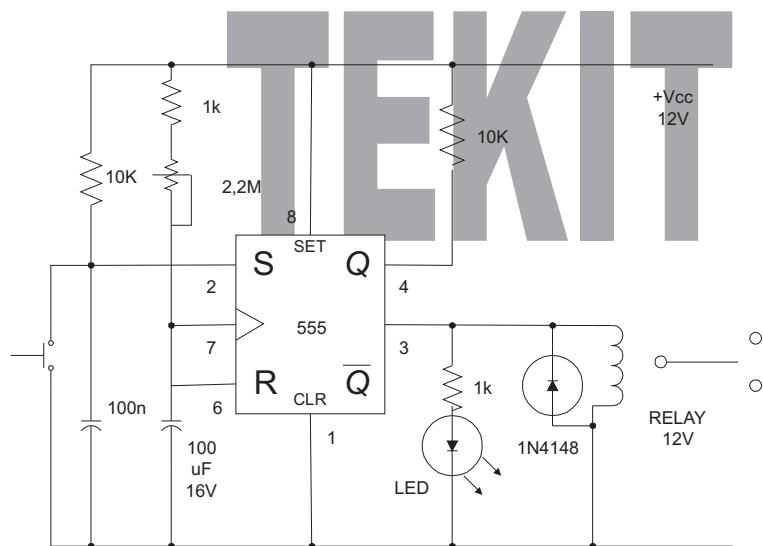 TEKIT
1k
+Vcc
12V
10K
10K
2,2M
8
SET
S
Q
2
4
555
7
3
R
Q
6
CLR
1k
100n
1
100
uF
16V
LED
1N4148
RELAY
12V